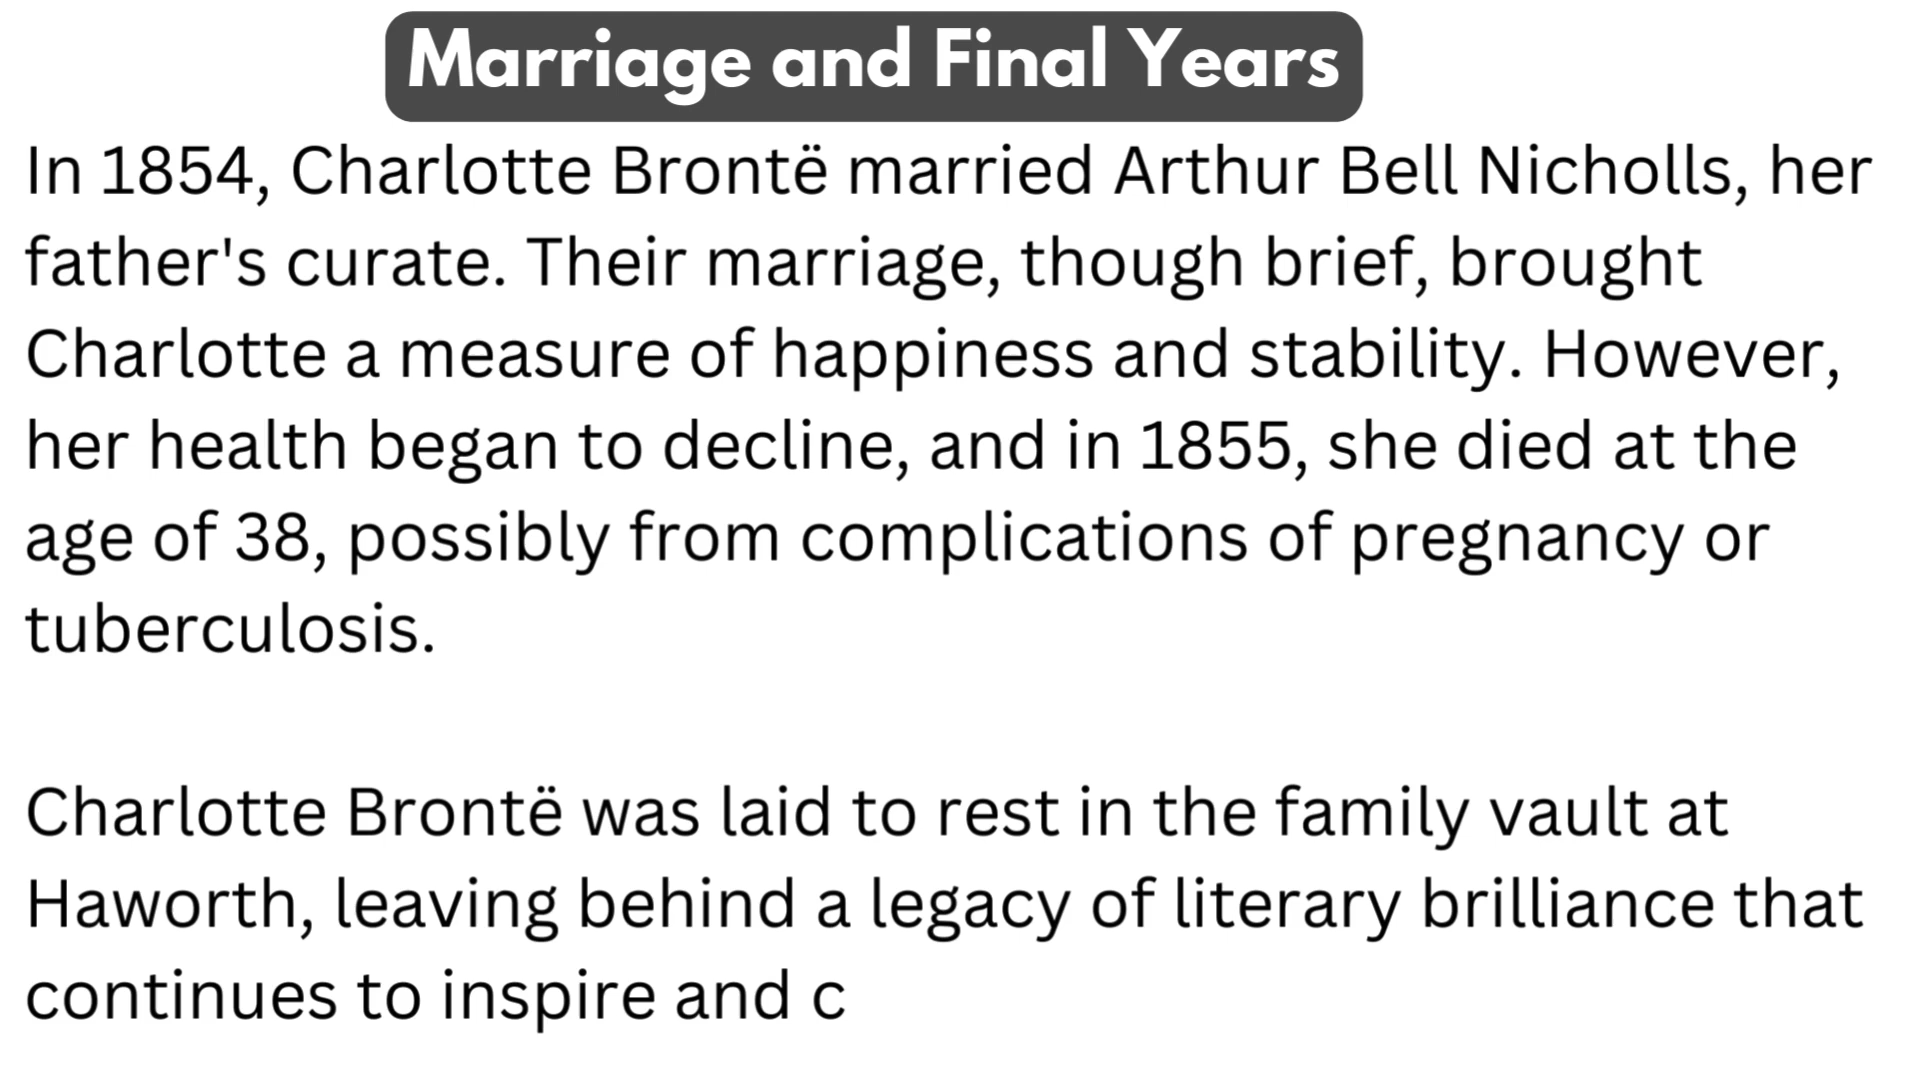 Marriage and Final Years
In 1854, Charlotte Brontë married Arthur Bell Nicholls, her
father's curate. Their marriage, though brief, brought
Charlotte a measure of happiness and stability. However,
her health began to decline, and in 1855, she died at the
age of 38, possibly from complications of pregnancy or
tuberculosis.
Charlotte Brontë was laid to rest in the family vault at
Haworth, leaving behind a legacy of literary brilliance that
continues to inspire and c